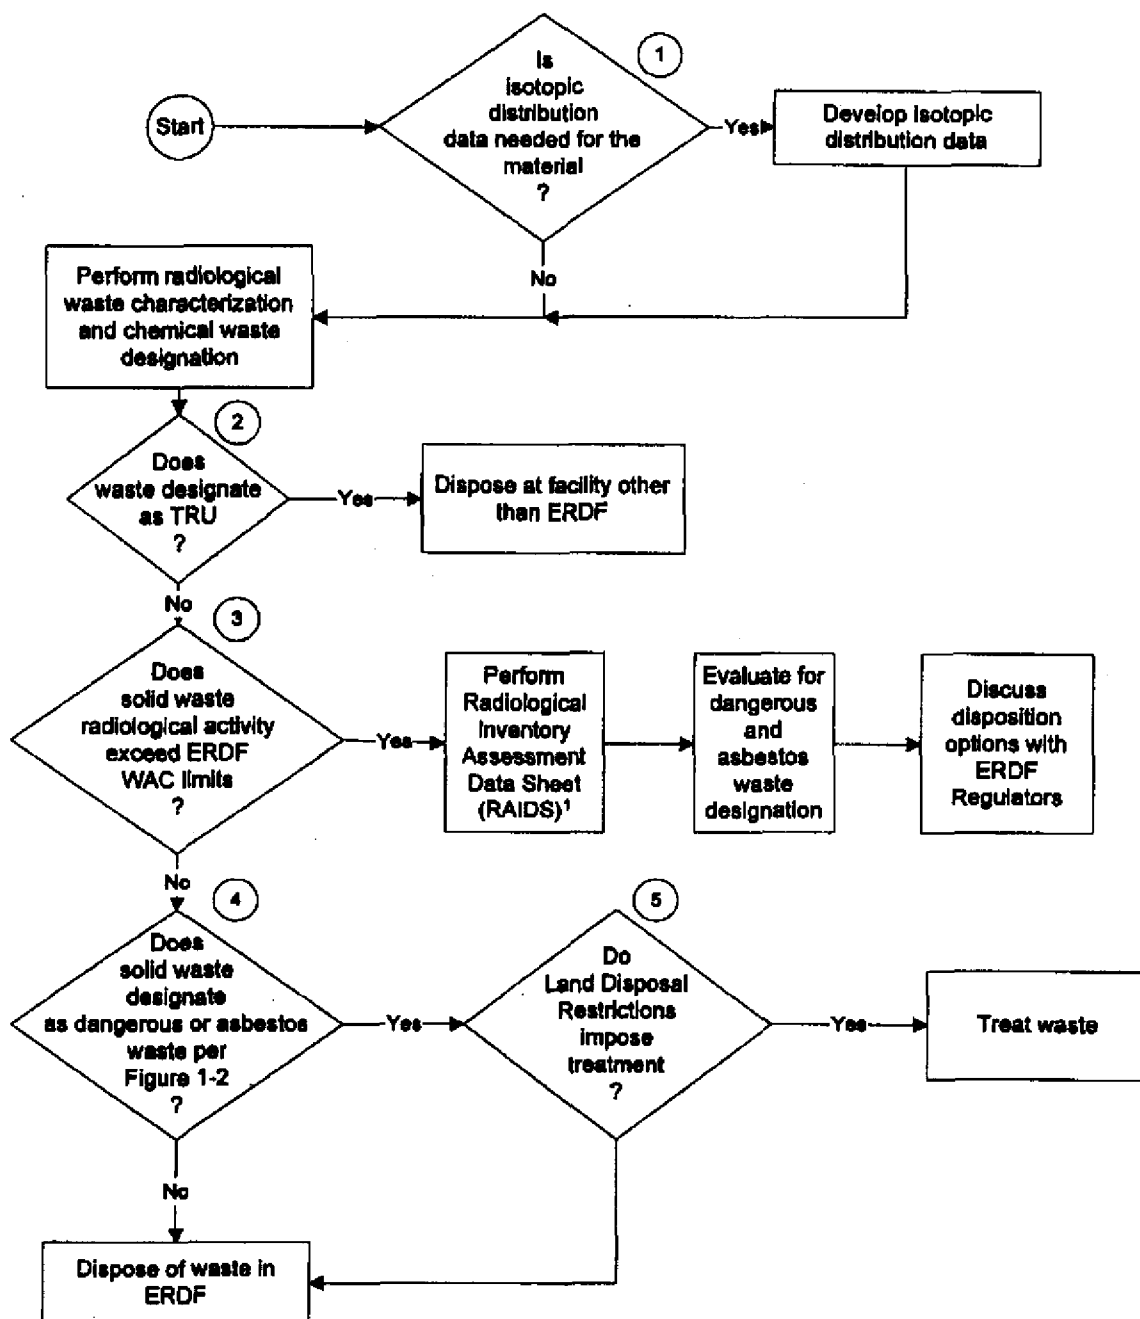 1
Is
isotopic
distribution
data needed for the
material
?
Start
Yes
Develop isotopic
distribution data
No
Perform radiological
waste characterization
and chemical waste
designation
2
Does
waste designate
as TRU
?
Yes
Dispose at facility other
than ERDF
No
3
Does
solid waste
radiological activity
exceed ERDF
WAC limits
?
Yes
Perform
Radiological
Inventory
Assessment
Data Sheet
(RAIDS)¹
Evaluate for
dangerous
and
asbestos
waste
designation
Discuss
disposition
options with
ERDF
Regulators
No
4
Does
solid waste
designate
as dangerous or asbestos
waste per
Figure 1-2
?
Yes
5
Do
Land Disposal
Restrictions
impose
treatment
?
Yes
Treat waste
No
Dispose of waste in
ERDF